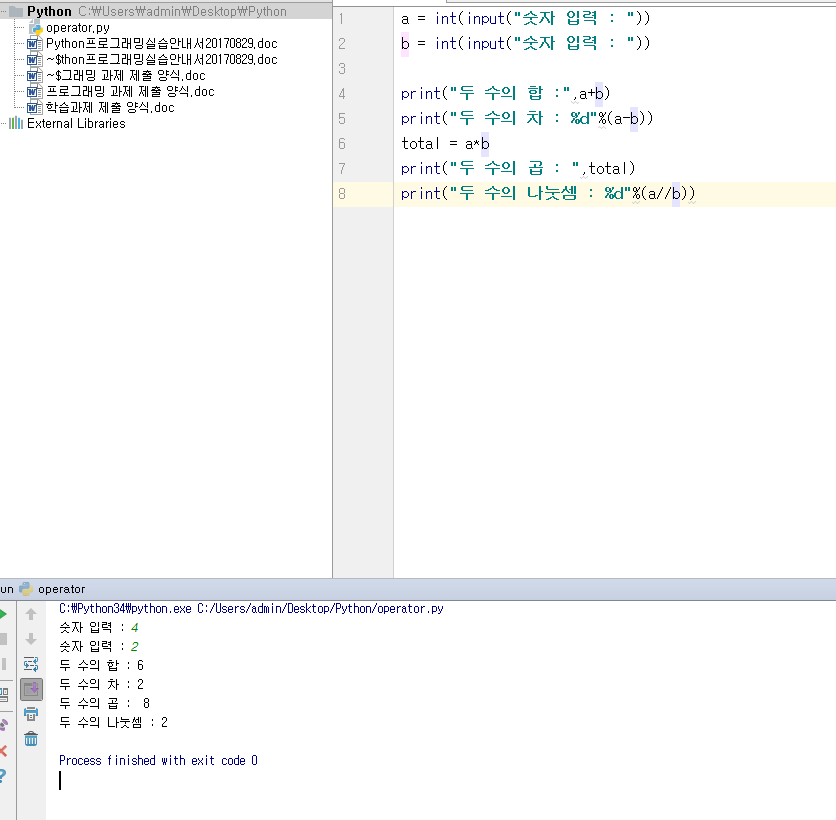 Python C:₩Users₩admin₩Desktop₩Python
operator.py
Python프로그래밍실습안내서20170829.doc
~$thon프로그래밍실습안내서20170829.doc
~$그래밍 과제 제출 양식.doc
프로그래밍 과제 제출 양식.doc
학습과제 제출 양식.doc
External Libraries
1 a = int(input("숫자 입력 : "))
2 b = int(input("숫자 입력 : "))
3
4 print("두 수의 합 :",a+b)
5 print("두 수의 차 : %d"%(a-b))
6 total = a*b
7 print("두 수의 곱 : ",total)
8 print("두 수의 나눗셈 : %d"%(a//b))
un operator
C:₩Python34₩python.exe C:/Users/admin/Desktop/Python/operator.py
숫자 입력 : 4
숫자 입력 : 2
두 수의 합 : 6
두 수의 차 : 2
두 수의 곱 :  8
두 수의 나눗셈 : 2
Process finished with exit code 0